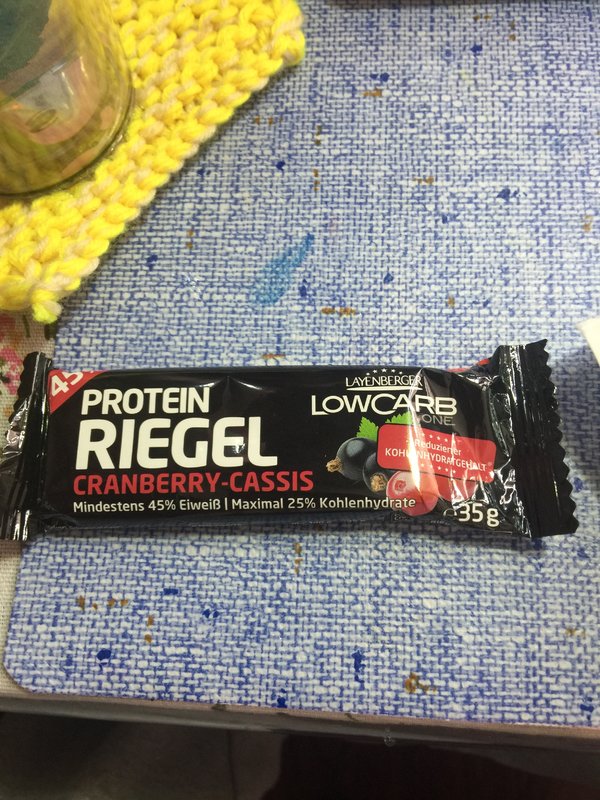 45
PROTEIN
RIEGEL
CRANBERRY-CASSIS
Mindestens 45% Eiweiß | Maximal 25% Kohlenhydrate
LAYENBERGER
LOWCARB
.ONE
Reduzierter
KOHLENHYDRATGEHALT
℮35g